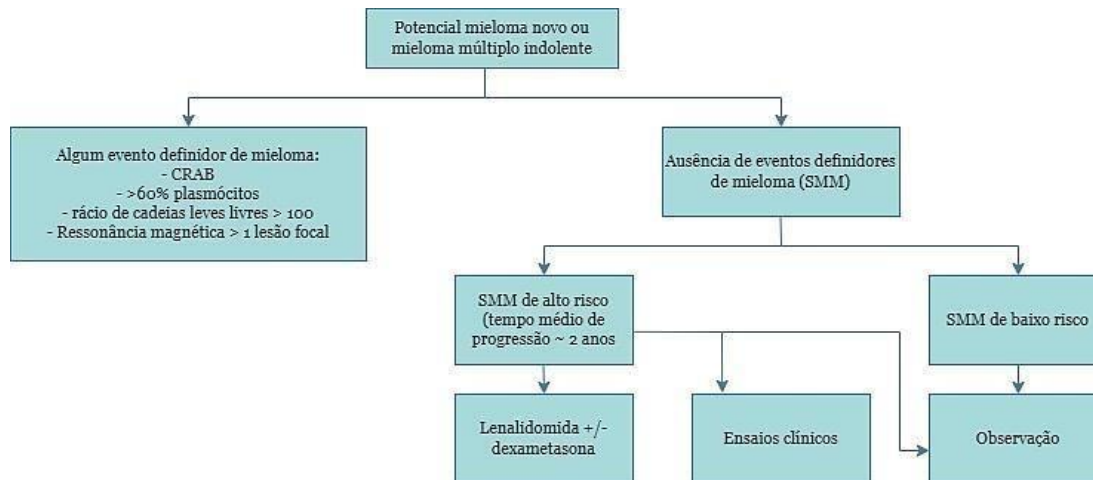 Potencial mieloma novo ou
mieloma múltiplo indolente
Algum evento definidor de mieloma:
- CRAB
- >60% plasmócitos
- rácio de cadeias leves livres > 100
- Ressonância magnética > 1 lesão focal
Ausência de eventos definidores
de mieloma (SMM)
SMM de alto risco
(tempo médio de
progressão ~ 2 anos
SMM de baixo risco
Lenalidomida +/-
dexametasona
Ensaios clínicos
Observação